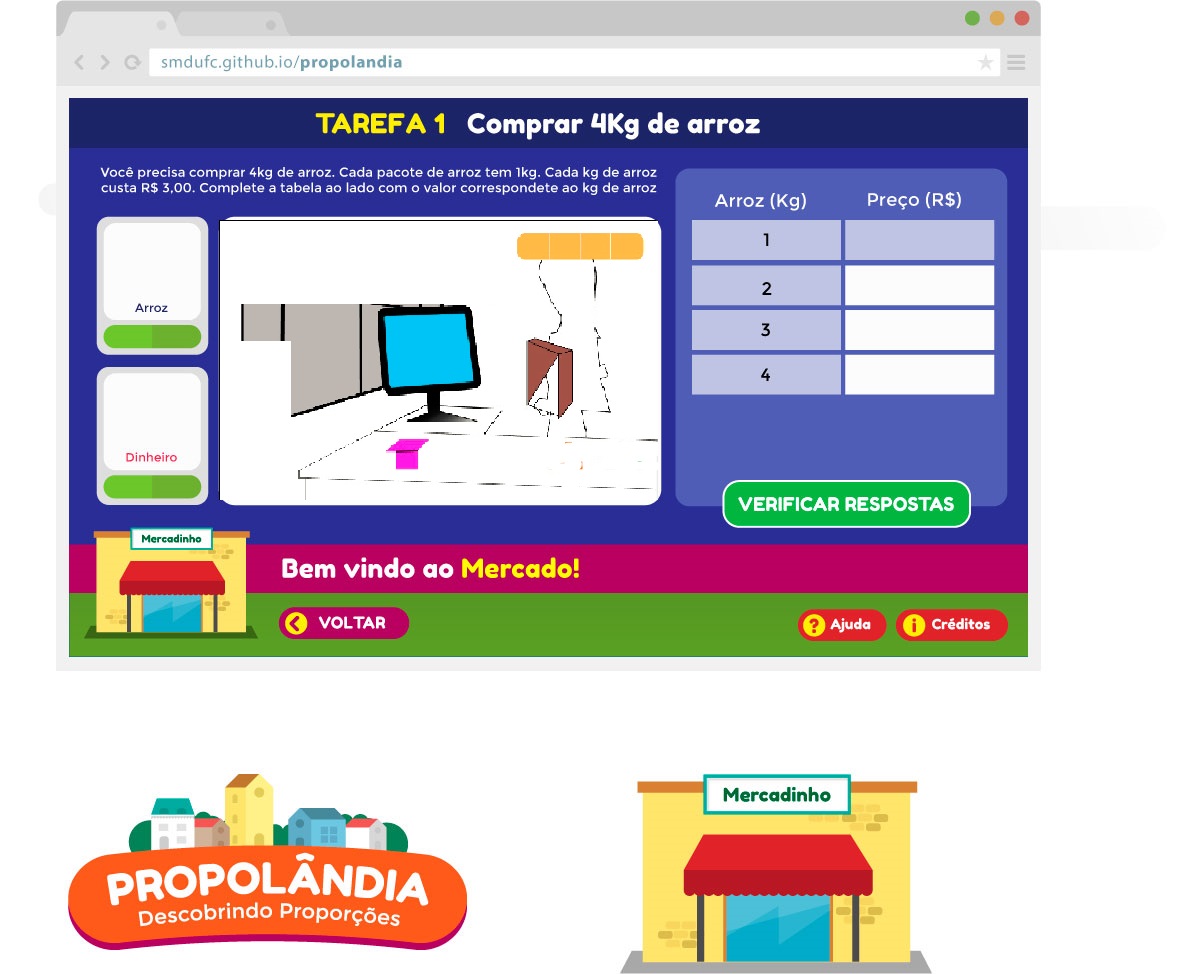 smdufc.github.io/propolandia
TAREFA 1 Comprar 4Kg de arroz
Você precisa comprar 4kg de arroz. Cada pacote de arroz tem 1kg. Cada kg de arroz
custa R$ 3,00. Complete a tabela ao lado com o valor correspondete ao kg de arroz
Arroz
Dinheiro
Arroz (Kg) Preço (R$)
1
2
3
4
VERIFICAR RESPOSTAS
Mercadinho
Bem vindo ao Mercado!
VOLTAR
? Ajuda
i Créditos
PROPOLÂNDIA
Descobrindo Proporções
Mercadinho